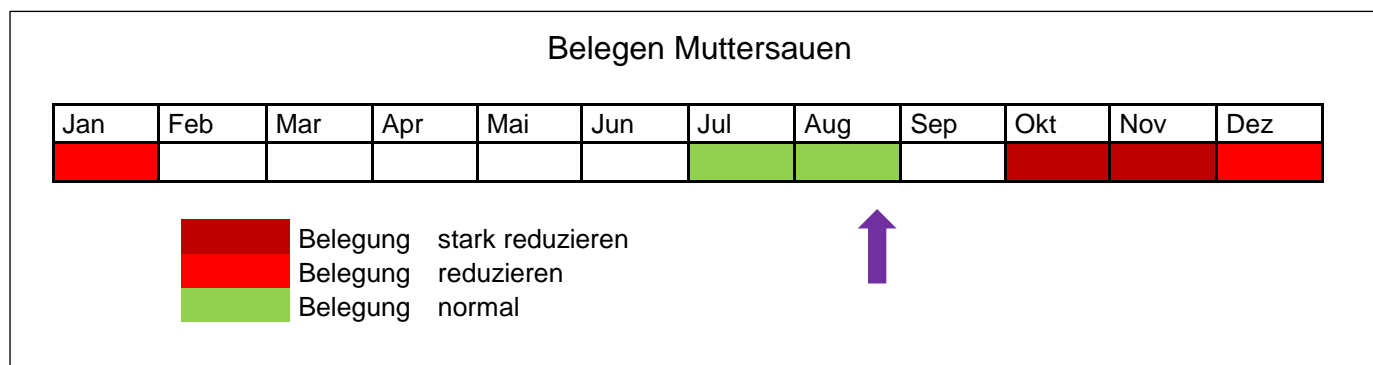 Belegen Muttersauen
Jan Feb Mar Apr Mai Jun Jul Aug Sep Okt Nov Dez
Belegung stark reduzieren
Belegung reduzieren
Belegung normal